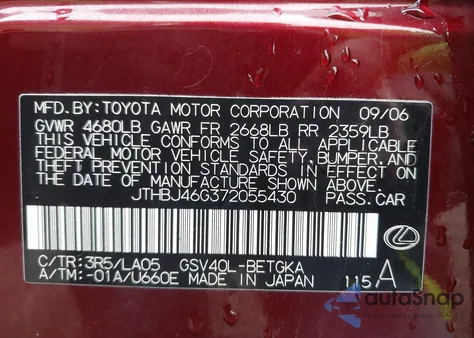 MFD. BY: TOYOTA MOTOR CORPORATION 09/06
GVWR 4680LB GAWR FR 2668LB RR 2359LB
THIS VEHICLE CONFORMS TO ALL APPLICABLE
FEDERAL MOTOR VEHICLE SAFETY, BUMPER, AND
THEFT PREVENTION STANDARDS IN EFFECT ON
THE DATE OF MANUFACTURE SHOWN ABOVE.
JTHBJ46G372055430 PASS. CAR
C/TR: 3R5/LA05 GSV40L-BETGKA
A/TM: -01A/U660E MADE IN JAPAN 115 A
autoSnap